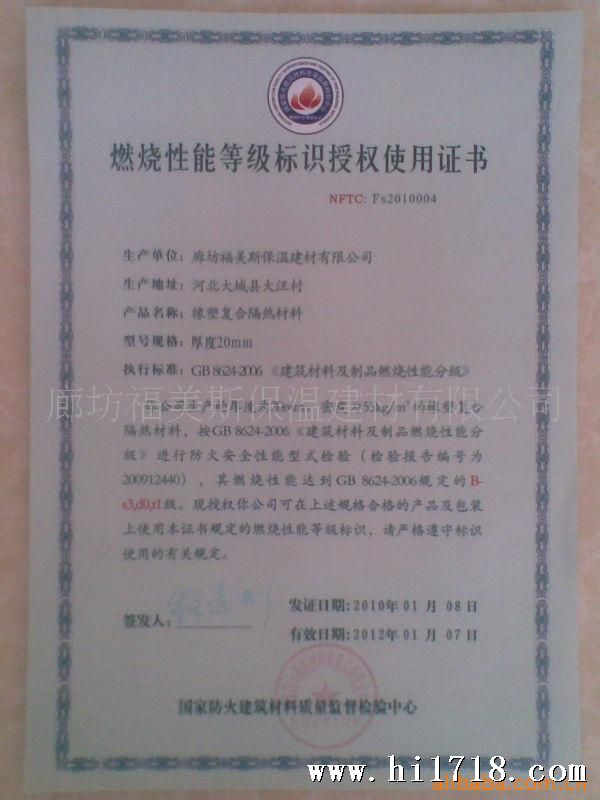 燃烧性能等级标识授权使用证书
NFTC: Fs2010004
生产单位: 廊坊福美斯保温建材有限公司
生产地址: 河北大城县大汪村
产品名称: 橡塑复合隔热材料
型号规格: 厚度20mm
执行标准: GB 8624-2006 《建筑材料及制品燃烧性能分级》
廊坊福美斯保温建材有限公司
隔热材料，按GB 8624-2006《建筑材料及制品燃烧性能分
级》进行防火安全性能型式检验（检验报告编号为
200912440），其燃烧性能达到GB 8624-2006规定的B-
s3,d0,t1级。现授权你公司可在上述规格合格的产品及包装
上使用本证书规定的燃烧性能等级标识，请严格遵守标识
使用的有关规定。
签发人:
发证日期: 2010年01 月 08 日
有效日期: 2012年01 月 07 日
国家防火建筑材料质量监督检验中心
www.hi1718.com
alibaba.com.cn